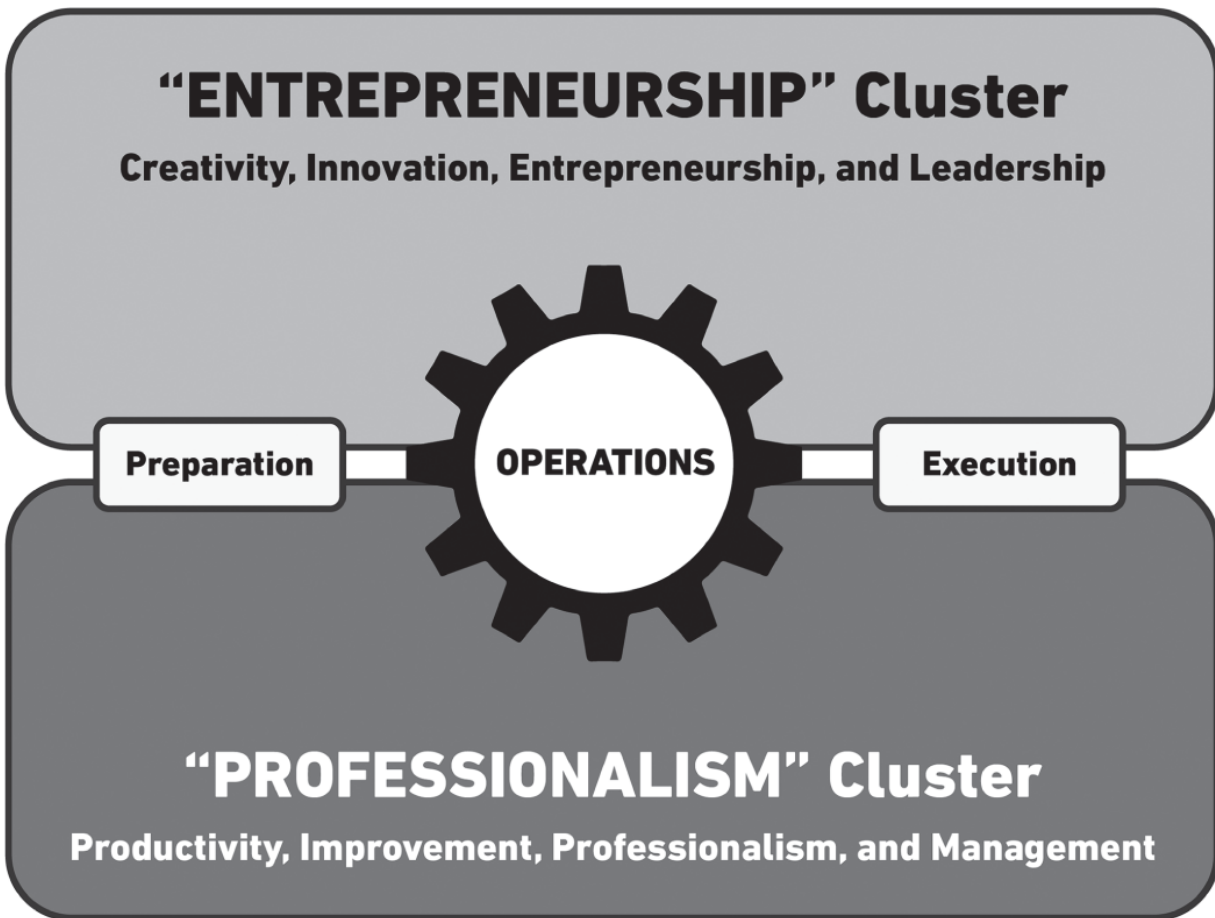 “ENTREPRENEURSHIP” Cluster
Creativity, Innovation, Entrepreneurship, and Leadership
Preparation
OPERATIONS
Execution
“PROFESSIONALISM” Cluster
Productivity, Improvement, Professionalism, and Management